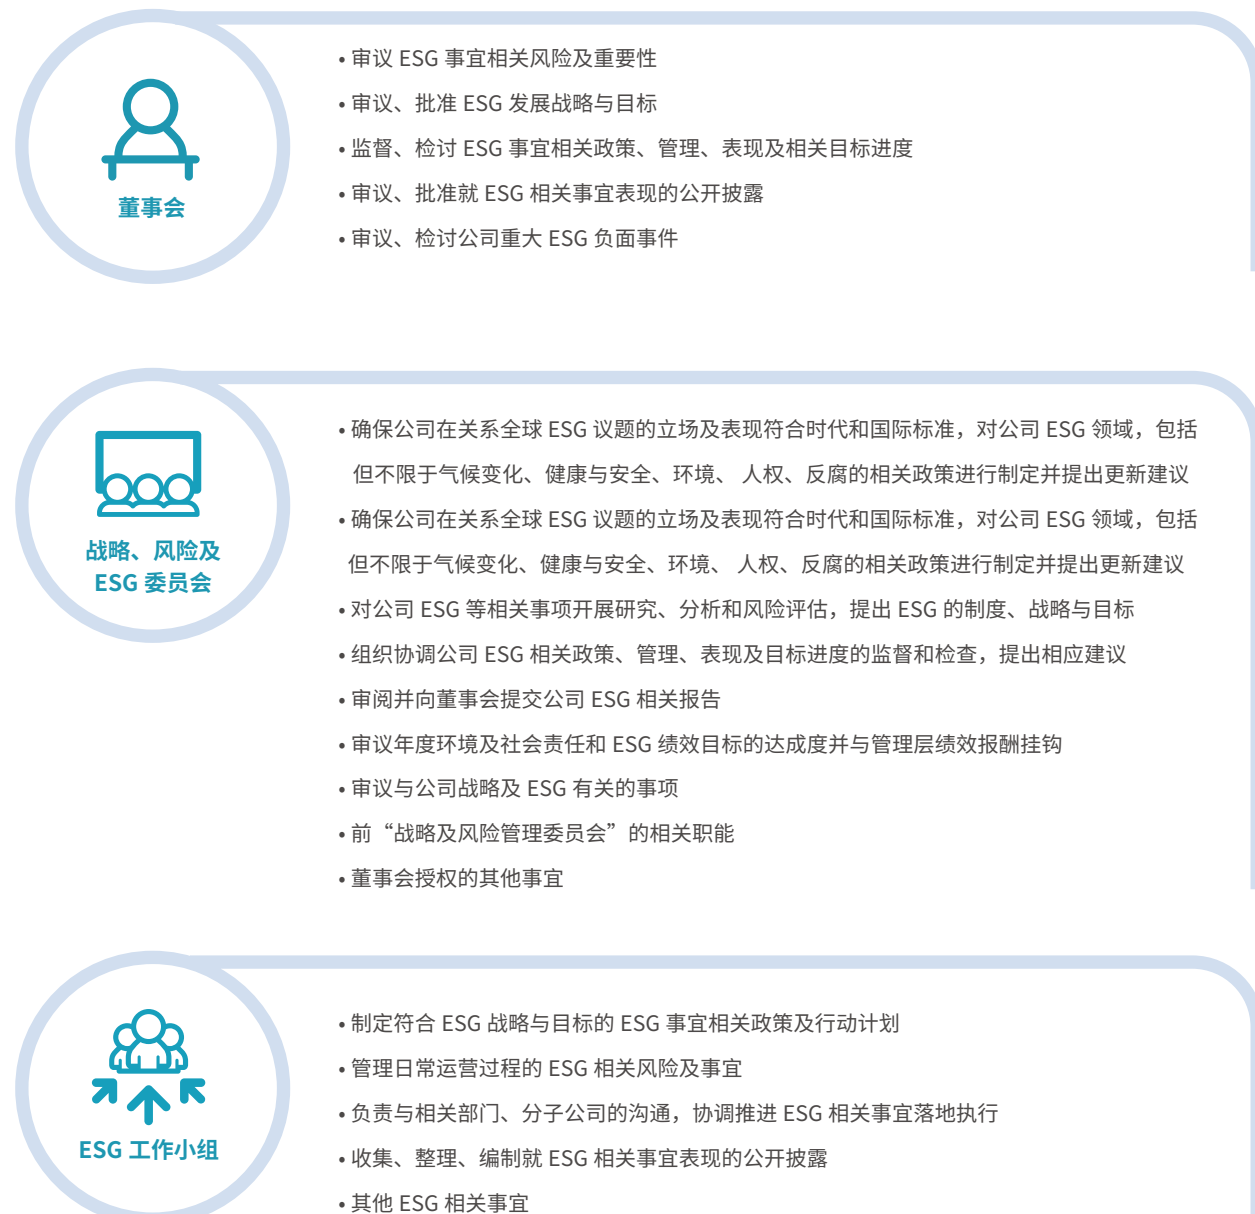 董事会
• 审议 ESG 事宜相关风险及重要性
• 审议、批准 ESG 发展战略与目标
• 监督、检讨 ESG 事宜相关政策、管理、表现及相关目标进度
• 审议、批准就 ESG 相关事宜表现的公开披露
• 审议、检讨公司重大 ESG 负面事件
战略、风险及
ESG 委员会
• 确保公司在关系全球 ESG 议题的立场及表现符合时代和国际标准，对公司 ESG 领域，包括
但不限于气候变化、健康与安全、环境、 人权、反腐的相关政策进行制定并提出更新建议
• 确保公司在关系全球 ESG 议题的立场及表现符合时代和国际标准，对公司 ESG 领域，包括
但不限于气候变化、健康与安全、环境、 人权、反腐的相关政策进行制定并提出更新建议
• 对公司 ESG 等相关事项开展研究、分析和风险评估，提出 ESG 的制度、战略与目标
• 组织协调公司 ESG 相关政策、管理、表现及目标进度的监督和检查，提出相应建议
• 审阅并向董事会提交公司 ESG 相关报告
• 审议年度环境及社会责任和 ESG 绩效目标的达成度并与管理层绩效报酬挂钩
• 审议与公司战略及 ESG 有关的事项
• 前“战略及风险管理委员会”的相关职能
• 董事会授权的其他事宜
ESG 工作小组
• 制定符合 ESG 战略与目标的 ESG 事宜相关政策及行动计划
• 管理日常运营过程的 ESG 相关风险及事宜
• 负责与相关部门、分子公司的沟通，协调推进 ESG 相关事宜落地执行
• 收集、整理、编制就 ESG 相关事宜表现的公开披露
• 其他 ESG 相关事宜